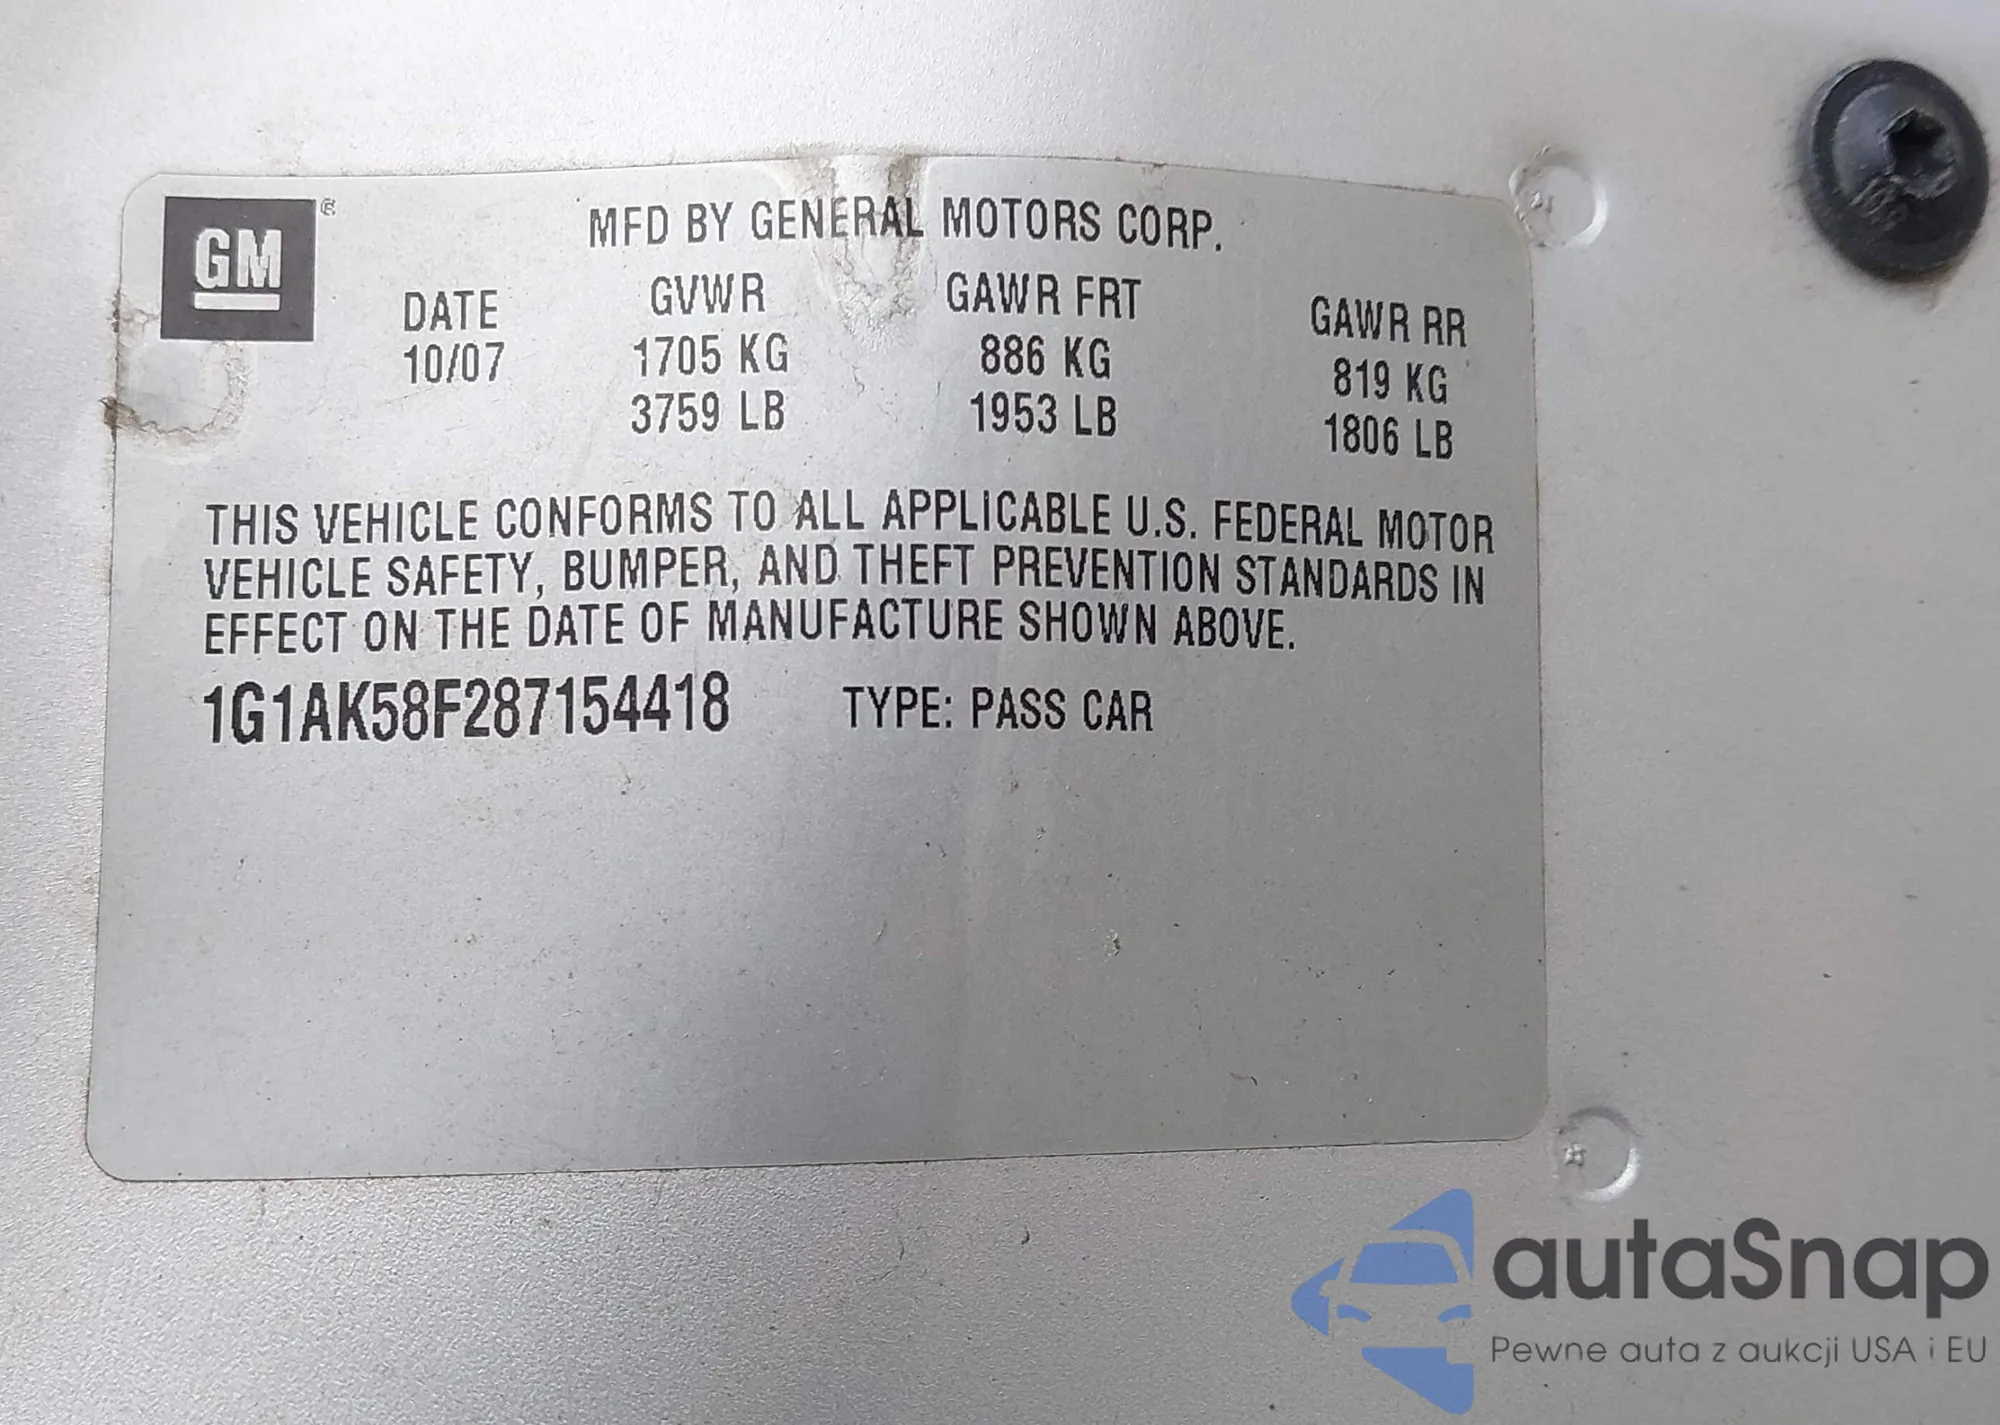 GM ®
MFD BY GENERAL MOTORS CORP.
DATE GVWR GAWR FRT GAWR RR
10/07 1705 KG 886 KG 819 KG
3759 LB 1953 LB 1806 LB
THIS VEHICLE CONFORMS TO ALL APPLICABLE U.S. FEDERAL MOTOR
VEHICLE SAFETY, BUMPER, AND THEFT PREVENTION STANDARDS IN
EFFECT ON THE DATE OF MANUFACTURE SHOWN ABOVE.
1G1AK58F287154418 TYPE: PASS CAR
autaSnap
Pewne auta z aukcji USA i EU